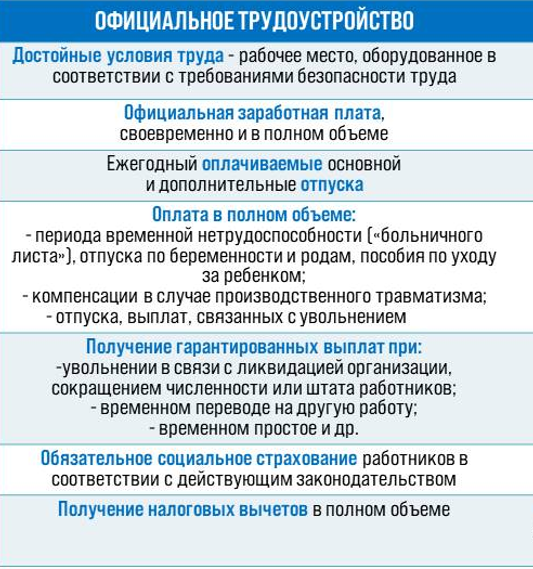 ОФИЦИАЛЬНОЕ ТРУДОУСТРОЙСТВО
Достойные условия труда - рабочее место, оборудованное в
соответствии с требованиями безопасности труда
Официальная заработная плата,
своевременно и в полном объеме
Ежегодный оплачиваемые основной
и дополнительные отпуска
Оплата в полном объеме:
- периода временной нетрудоспособности («больничного
листа»), отпуска по беременности и родам, пособия по уходу
за ребенком;
- компенсации в случае производственного травматизма;
- отпуска, выплат, связанных с увольнением
Получение гарантированных выплат при:
-увольнении в связи с ликвидацией организации,
сокращением численности или штата работников;
- временном переводе на другую работу;
- временном простое и др.
Обязательное социальное страхование работников в
соответствии с действующим законодательством
Получение налоговых вычетов в полном объеме